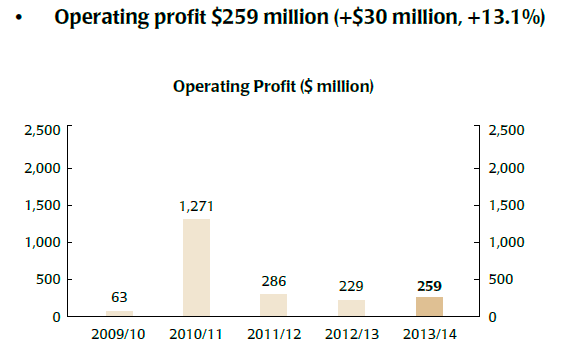 • Operating profit $259 million (+$30 million, +13.1%)
Operating Profit ($ million)
2,500 2,500
2,000 2,000
1,500 1,271 1,500
1,000 1,000
500 286 229 259 500
63
0 0
2009/10 2010/11 2011/12 2012/13 2013/14